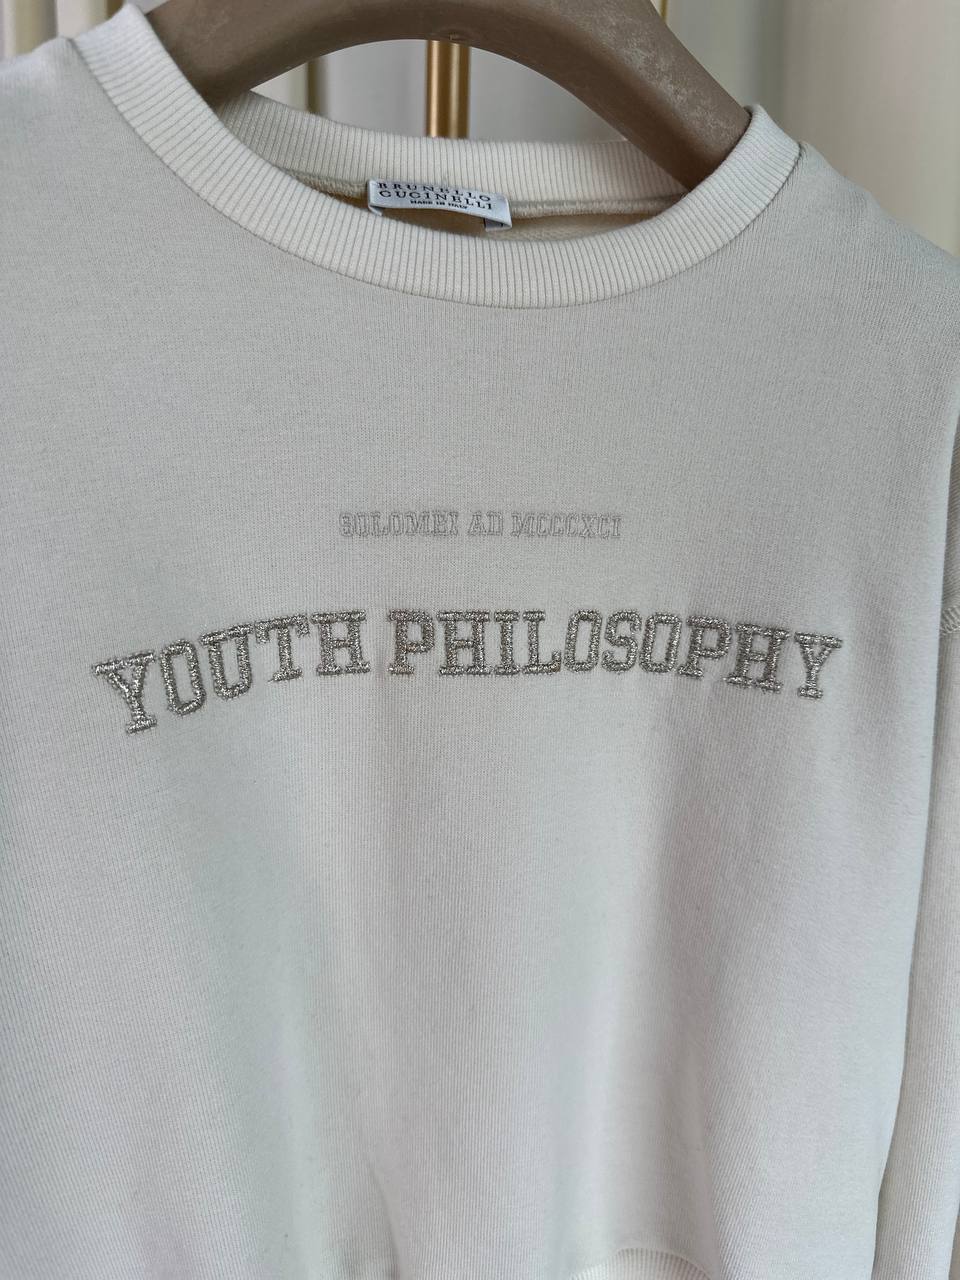 BRUNELLO
CUCINELLI
MADE IN ITALY
SOLOMEI AD MCCCXCI
YOUTH PHILOSOPHY